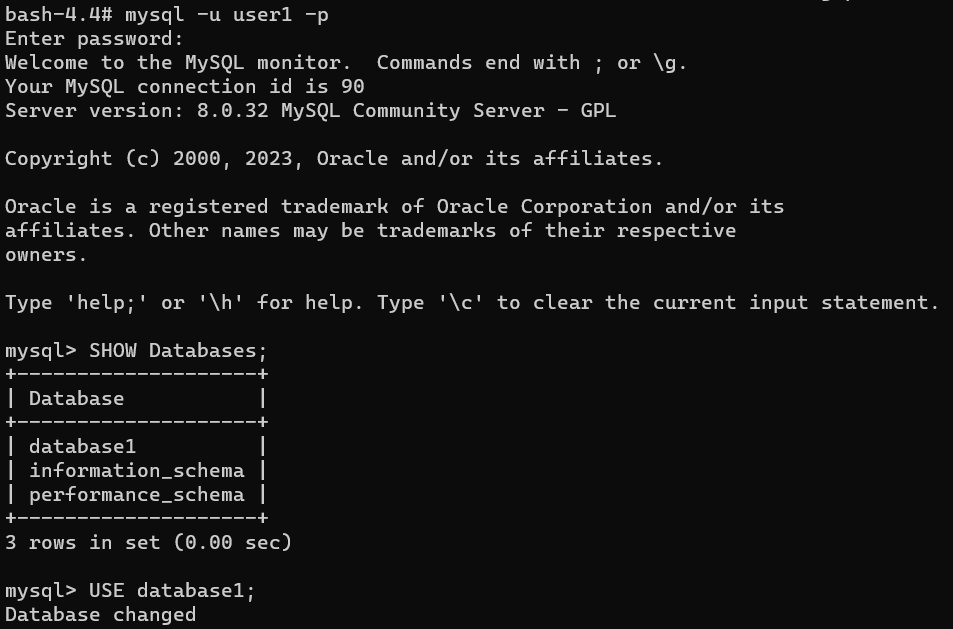 bash-4.4# mysql -u user1 -p
Enter password:
Welcome to the MySQL monitor.  Commands end with ; or \g.
Your MySQL connection id is 90
Server version: 8.0.32 MySQL Community Server - GPL

Copyright (c) 2000, 2023, Oracle and/or its affiliates.

Oracle is a registered trademark of Oracle Corporation and/or its
affiliates. Other names may be trademarks of their respective
owners.

Type 'help;' or '\h' for help. Type '\c' to clear the current input statement.

mysql> SHOW Databases;
+--------------------+
| Database           |
+--------------------+
| database1          |
| information_schema |
| performance_schema |
+--------------------+
3 rows in set (0.00 sec)

mysql> USE database1;
Database changed